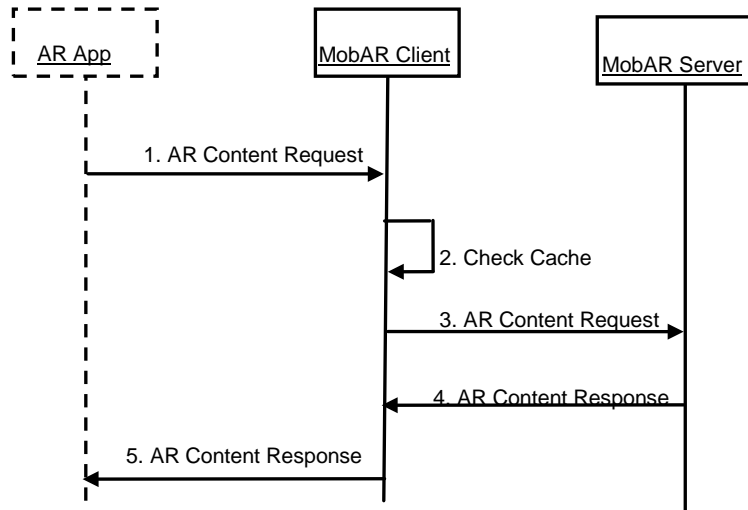 AR App
MobAR Client
MobAR Server
1. AR Content Request
2. Check Cache
3. AR Content Request
4. AR Content Response
5. AR Content Response